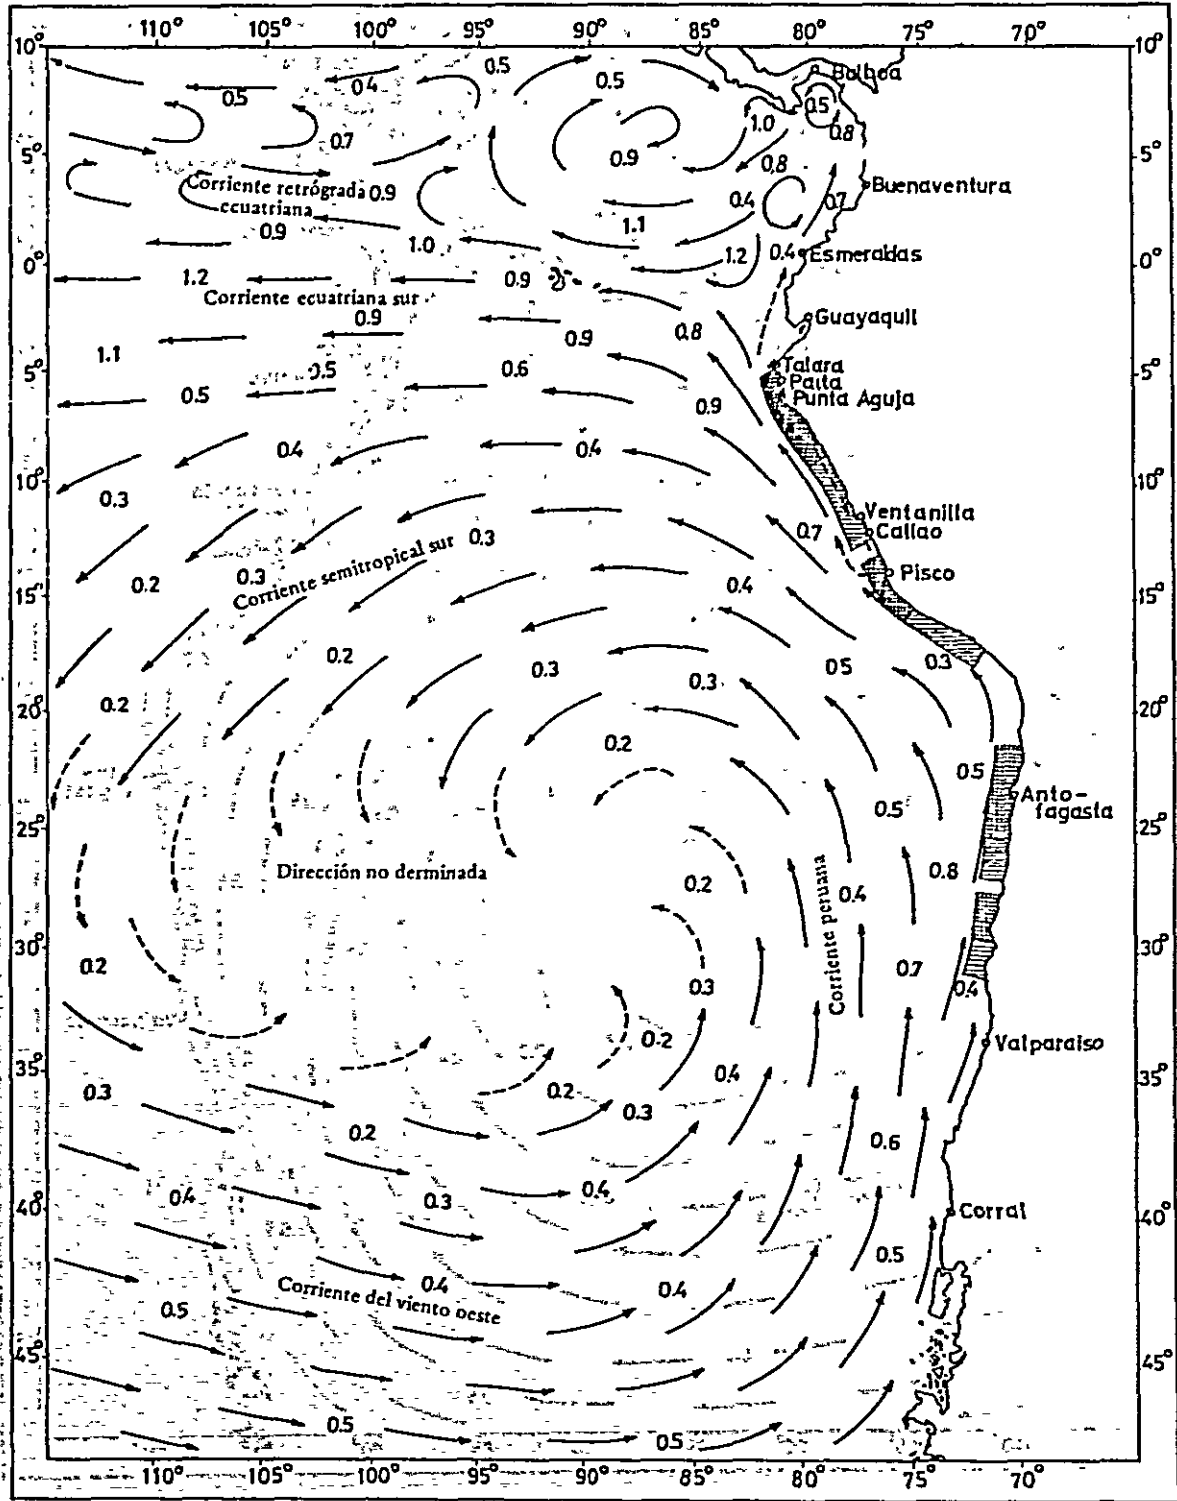 110° 105° 100° 95° 90° 85° 80° 75° 70°
10° 10°
0.5 0.4 0.5 0.5 Balboa
0.5 0.7 0.9 1.0 0.5 0.8
5° 5°
0.8
Corriente retrógrada 0.9
ecuatriana
0.4 0.7 Buenaventura
0.9 1.0 1.1 1.2 0.4 Esmeraldas
0° 0°
1.2 0.9
Corriente ecuatriana sur
0.9 0.9 0.8 Guayaquil
1.1 0.5 0.6 Talara
5° 5°
Paita
0.5 0.9 Punta Aguja
0.4 0.4
10° 10°
0.3 Ventanilla
0.3 0.7 Callao
Corriente semitropical sur
0.2 0.3 0.4 Pisco
15° 15°
0.2 0.3 0.3 0.5 0.3
0.2
20° 20°
0.2 0.5
0.5 Anto-
fagasta
25° 25°
Dirección no derminada
0.2 0.4 0.8
Corriente peruana
30° 30°
0.2 0.3 0.7 0.4
0.2 Valparaiso
35° 35°
0.3 0.2 0.4
0.2 0.3 0.6
0.4 0.3 0.4
40° 40°
Corral
0.5
0.4 0.4
Corriente del viento oeste
0.5
45° 45°
0.5 0.5
110° 105° 100° 95° 90° 85° 80° 75° 70°